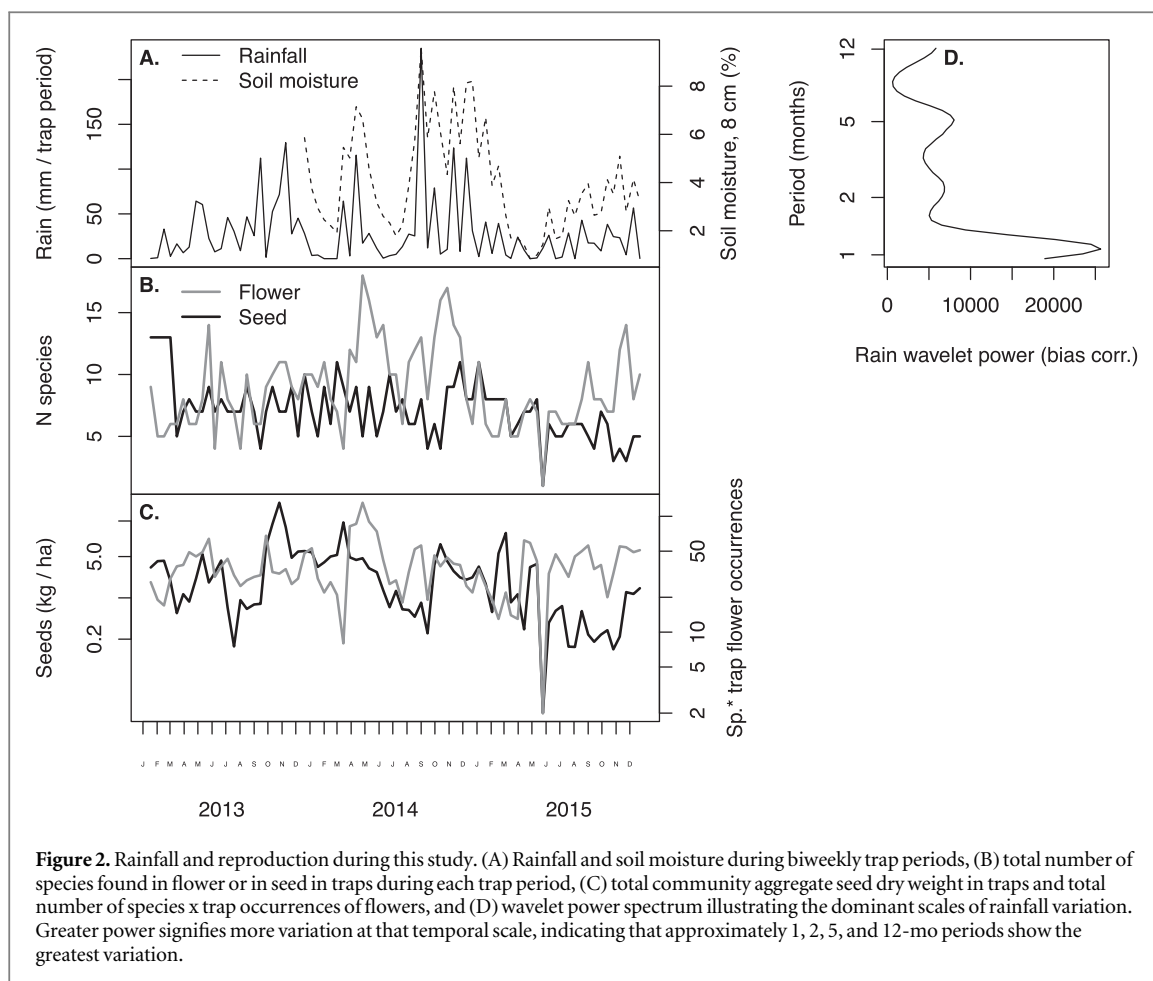 A.
Rainfall
Soil moisture
Rain (mm / trap period)
150
50
0
Soil moisture, 8 cm (%)
8
6
4
2
B.
Flower
Seed
N species
15
10
5
C.
Seeds (kg / ha)
5.0
0.2
Sp.* trap flower occurrences
50
10
5
2
J F M A M J J A S O N D J F M A M J J A S O N D J F M A M J J A S O N D
2013 2014 2015
D.
Period (months)
12
5
2
1
0 10000 20000
Rain wavelet power (bias corr.)
Figure 2. Rainfall and reproduction during this study. (A) Rainfall and soil moisture during biweekly trap periods, (B) total number of
species found in flower or in seed in traps during each trap period, (C) total community aggregate seed dry weight in traps and total
number of species x trap occurrences of flowers, and (D) wavelet power spectrum illustrating the dominant scales of rainfall variation.
Greater power signifies more variation at that temporal scale, indicating that approximately 1, 2, 5, and 12-mo periods show the
greatest variation.